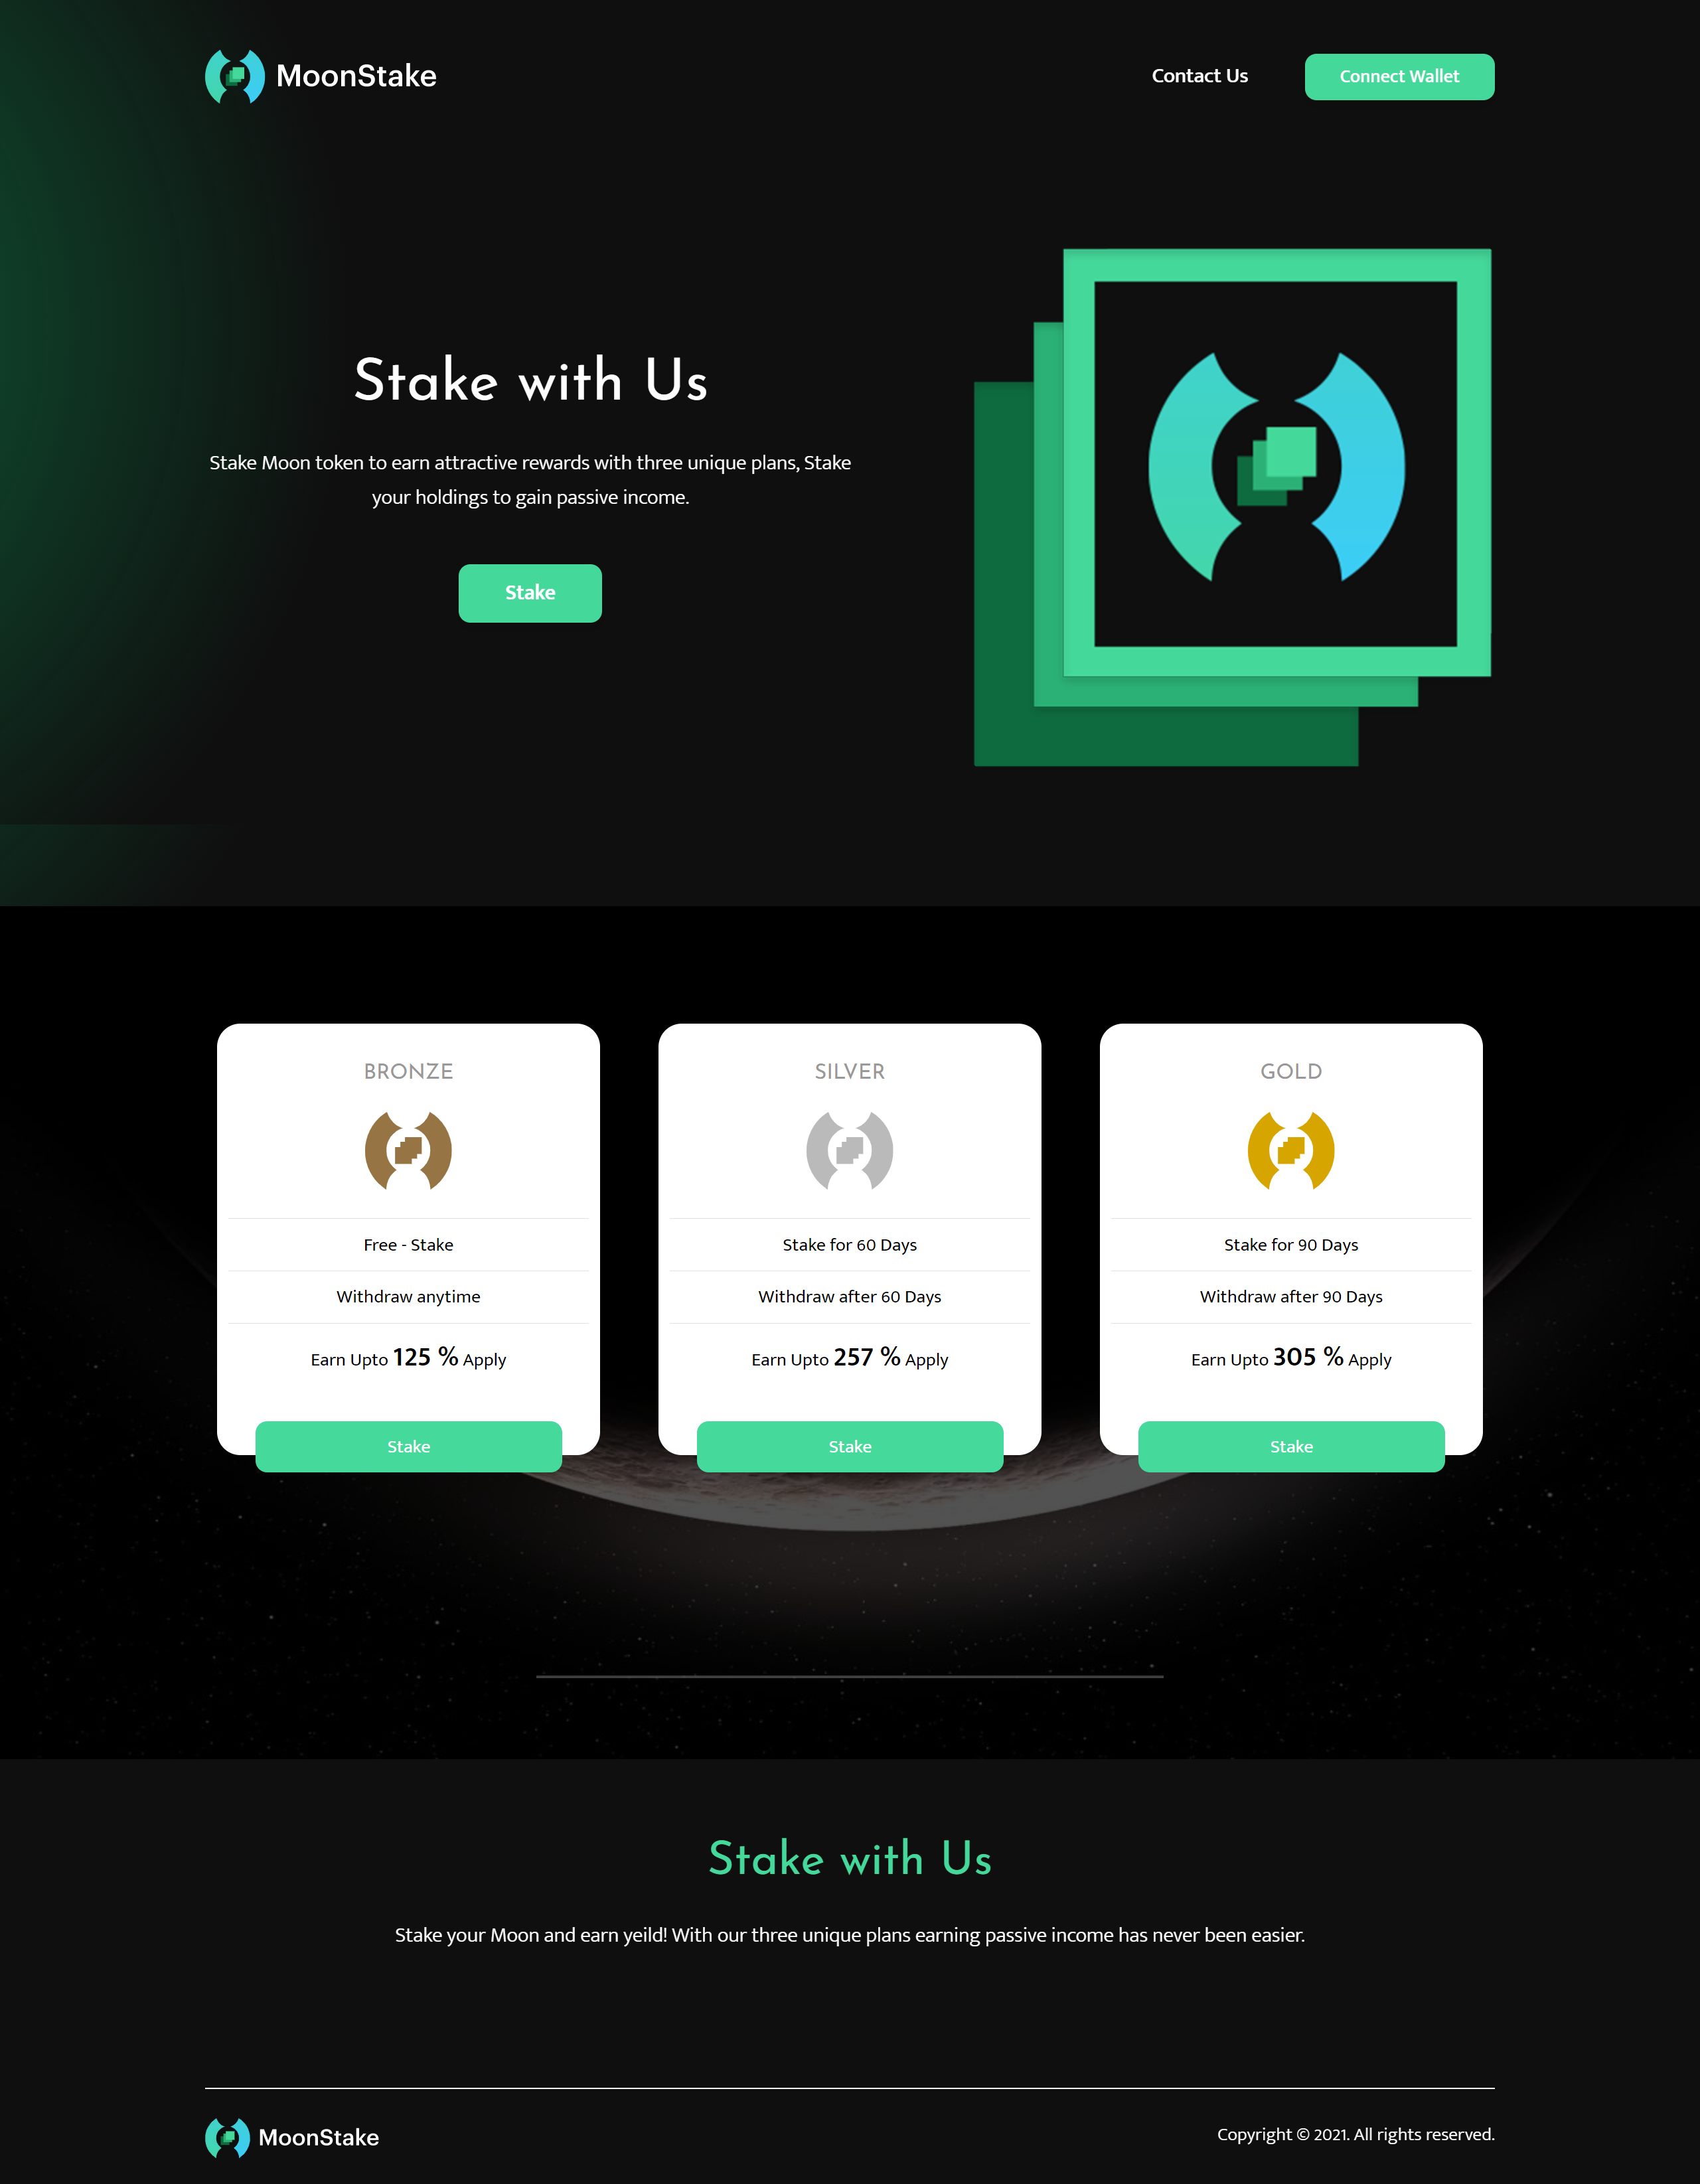 MoonStake
Contact Us
Connect Wallet
Stake with Us
Stake Moon token to earn attractive rewards with three unique plans, Stake
your holdings to gain passive income.
Stake
BRONZE
Free - Stake
Withdraw anytime
Earn Upto 125 % Apply
Stake
SILVER
Stake for 60 Days
Withdraw after 60 Days
Earn Upto 257 % Apply
Stake
GOLD
Stake for 90 Days
Withdraw after 90 Days
Earn Upto 305 % Apply
Stake
Stake with Us
Stake your Moon and earn yeild! With our three unique plans earning passive income has never been easier.
MoonStake
Copyright © 2021. All rights reserved.